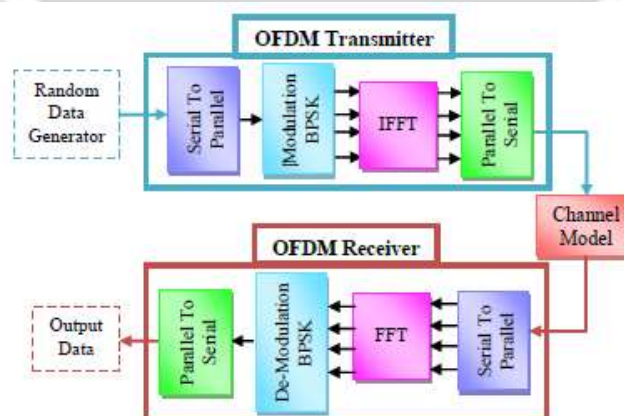 OFDM Transmitter
Random
Data
Generator
Serial To
Parallel
|Modulation
BPSK
IFFT
Parallel To
Serial
Channel
Model
OFDM Receiver
Output
Data
Parallel To
Serial
De-Modulation
BPSK
FFT
Serial To
Parallel